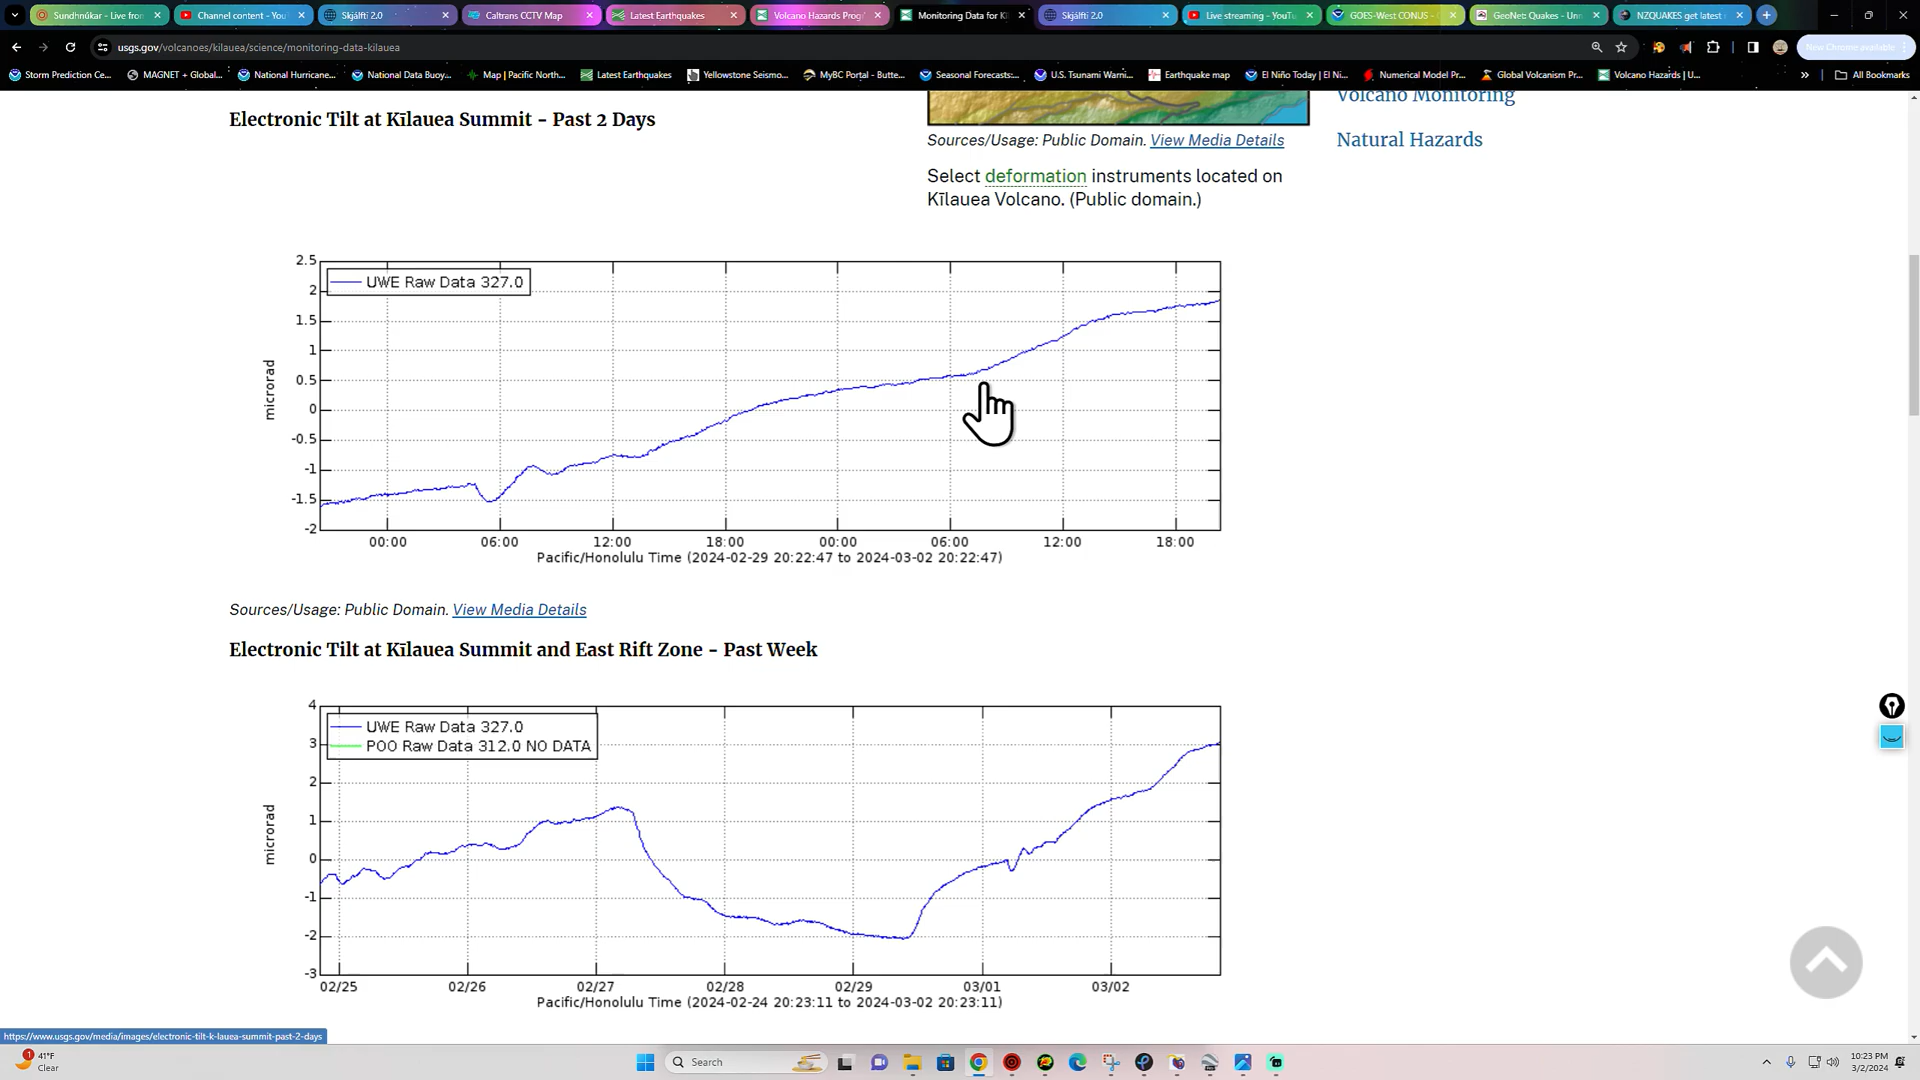 Sundhnúkar - Live from
Channel content - YouT
Skjálfti 2.0
Caltrans CCTV Map
Latest Earthquakes
Volcano Hazards Prog
Monitoring Data for K
Skjálfti 2.0
Live streaming - YouTu
GOES-West CONUS -
GeoNet: Quakes - Unr
NZQUAKES get latest
usgs.gov/volcanoes/kilauea/science/monitoring-data-kilauea
New Chrome available
Storm Prediction Ce...
MAGNET + Global...
National Hurricane...
National Data Buoy...
Map | Pacific North...
Latest Earthquakes
Yellowstone Seismo...
MyBC Portal - Butte...
Seasonal Forecasts:...
U.S. Tsunami Warni...
Earthquake map
El Niño Today | El Ni...
Numerical Model Pr...
Global Volcanism Pr...
Volcano Hazards | U...
» All Bookmarks
Volcano Monitoring
Natural Hazards
Electronic Tilt at Kīlauea Summit - Past 2 Days
Sources/Usage: Public Domain. View Media Details
Select deformation instruments located on
Kīlauea Volcano. (Public domain.)
UWE Raw Data 327.0
2.5
2
1.5
1
0.5
0
-0.5
-1
-1.5
-2
microrad
00:00 06:00 12:00 18:00 00:00 06:00 12:00 18:00
Pacific/Honolulu Time (2024-02-29 20:22:47 to 2024-03-02 20:22:47)
Sources/Usage: Public Domain. View Media Details
Electronic Tilt at Kīlauea Summit and East Rift Zone - Past Week
UWE Raw Data 327.0
POO Raw Data 312.0 NO DATA
4
3
2
1
0
-1
-2
-3
microrad
02/25 02/26 02/27 02/28 02/29 03/01 03/02
Pacific/Honolulu Time (2024-02-24 20:23:11 to 2024-03-02 20:23:11)
https://www.usgs.gov/media/images/electronic-tilt-k-lauea-summit-past-2-days
1
41°F
Clear
Search
10:23 PM
3/2/2024